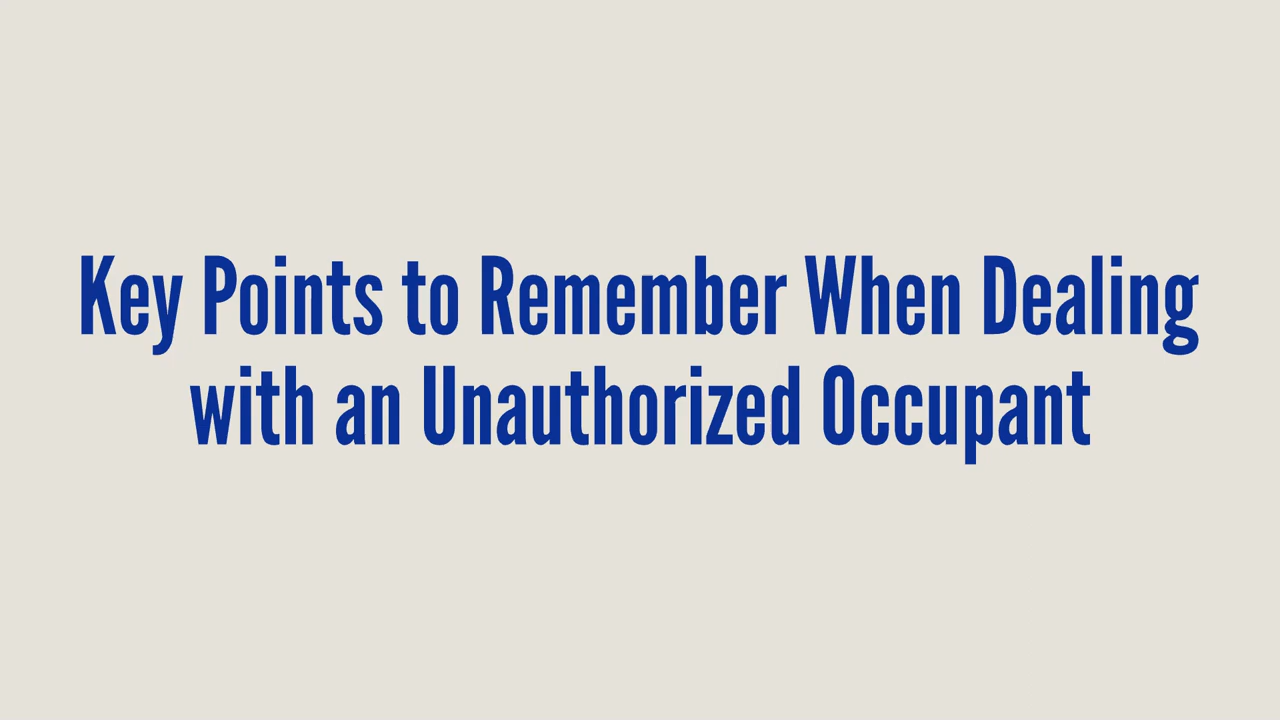 Key Points to Remember When Dealing
with an Unauthorized Occupant